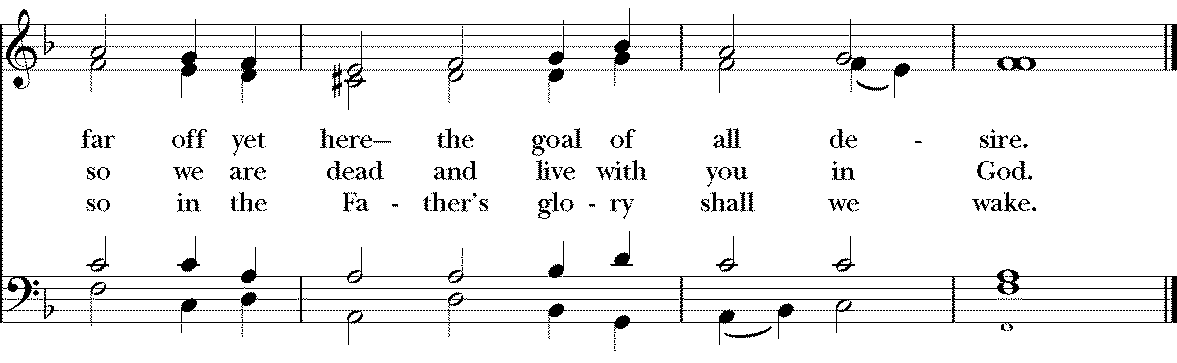 far off yet here– the goal of all de - sire.
so we are dead and live with you in God.
so in the Fa - ther's glo - ry shall we wake.